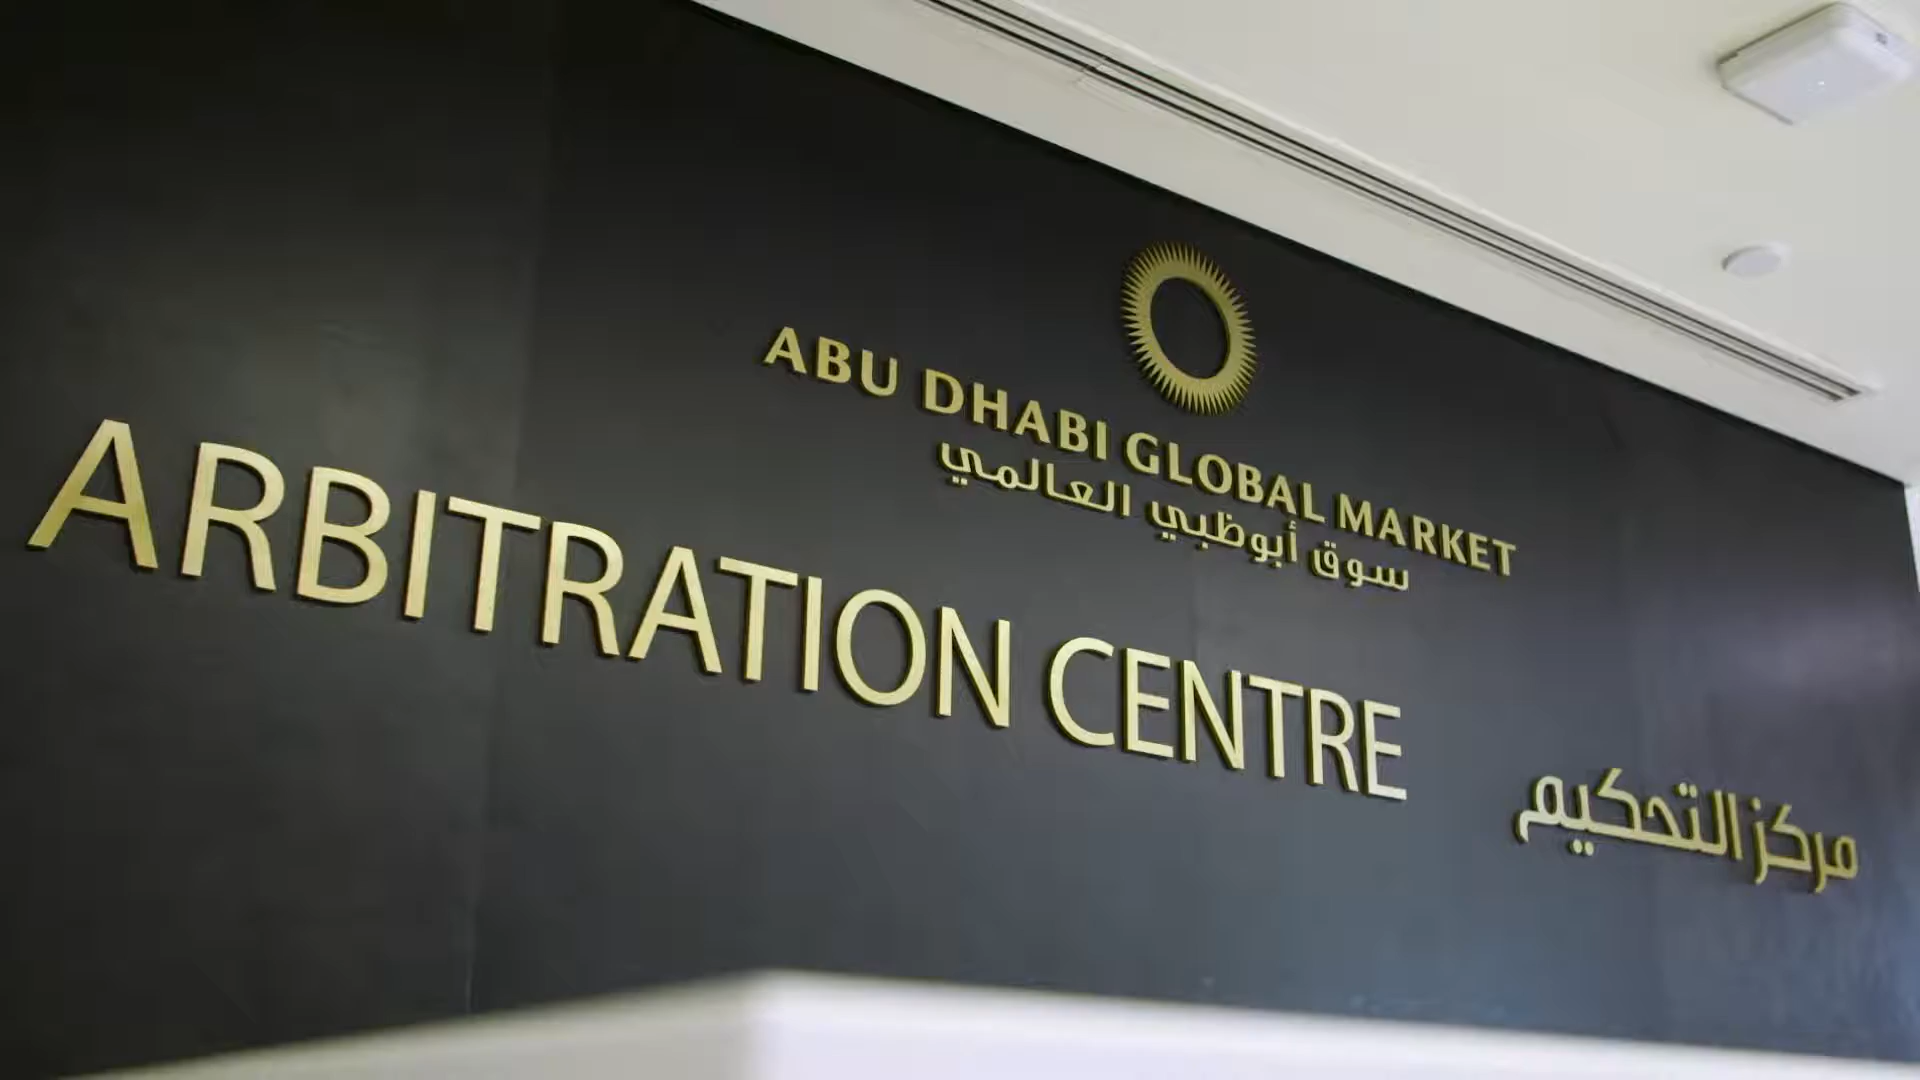 ABU DHABI GLOBAL MARKET
سوق أبوظبي العالمي
ARBITRATION CENTRE
مركز التحكيم